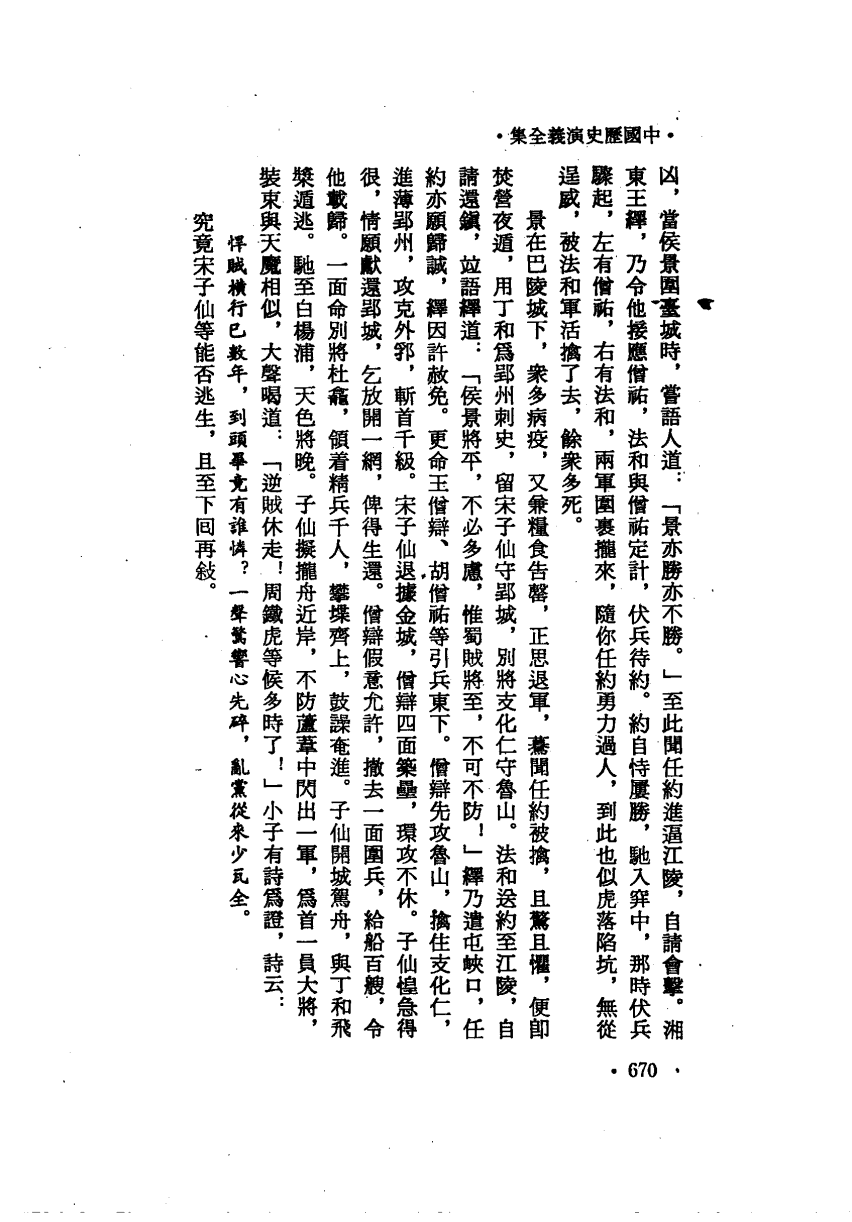 ·中國歷史演義全集·
凶，當侯景圍臺城時，嘗語人道：「景亦勝亦不勝。」至此聞任約進逼江陵，自請會擊。湘
東王繹，乃令他接應僧祐，法和與僧祐定計，伏兵待約。約自恃屢勝，馳入穽中，那時伏兵
驟起，左有僧祐，右有法和，兩軍圍裹攏來，隨你任約勇力過人，到此也似虎落陷坑，無從
逞威，被法和軍活擒了去，餘衆多死。
景在巴陵城下，衆多病疫，又兼糧食告罄，正思退軍，驀聞任約被擒，且驚且懼，便卽
焚營夜遁，用丁和爲郢州刺史，留宋子仙守郢城，別將支化仁守魯山。法和送約至江陵，自
請還鎭，竝語繹道：「侯景將平，不必多慮，惟蜀賊將至，不可不防！」繹乃遣屯峽口，任
約亦願歸誠，繹因許赦免。更命王僧辯、胡僧祐等引兵東下。僧辯先攻魯山，擒住支化仁，
進薄郢州，攻克外郛，斬首千級。宋子仙退據金城，僧辯四面築壘，環攻不休。子仙惶急得
很，情願獻還郢城，乞放開一網，俾得生還。僧辯假意允許，撤去一面圍兵，給船百艘，令
他載歸。一面命別將杜龕，領着精兵千人，攀堞齊上，鼓譟奄進。子仙開城駕舟，與丁和飛
槳遁逃。馳至白楊浦，天色將晚。子仙擬攏舟近岸，不防蘆葦中閃出一軍，爲首一員大將，
裝束與天魔相似，大聲喝道：「逆賊休走！周鐵虎等候多時了！」小子有詩爲證，詩云：
悍賊橫行已數年，到頭畢竟有誰憐？一聲驚響心先碎，亂黨從來少瓦全。
究竟宋子仙等能否逃生，且至下囘再敍。
·670·